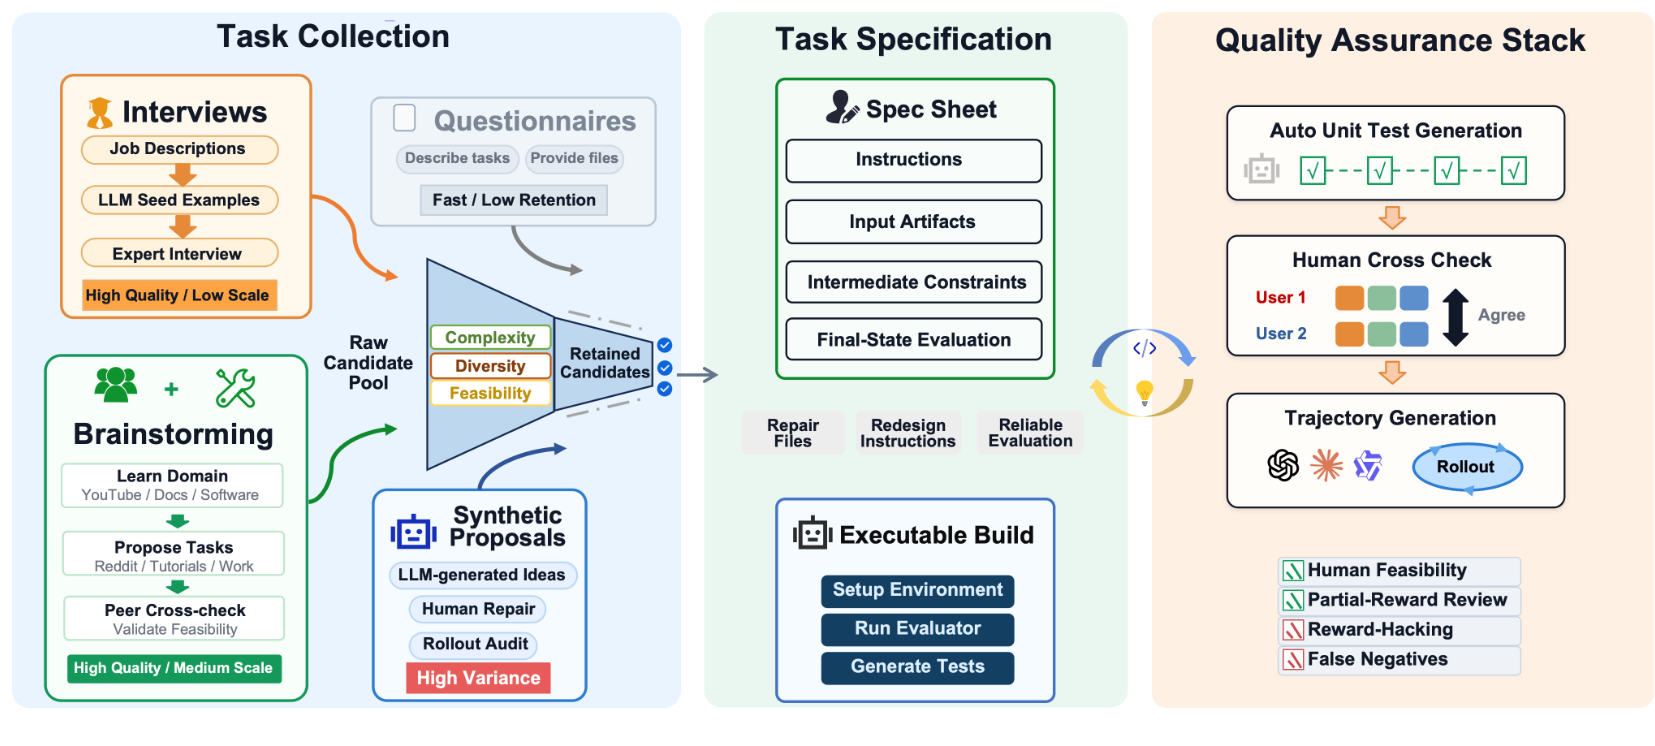 Task Collection
Interviews
Job Descriptions
LLM Seed Examples
Expert Interview
High Quality / Low Scale
Questionnaires
Describe tasks
Provide files
Fast / Low Retention
Raw
Candidate
Pool
Complexity
Diversity
Feasibility
Retained
Candidates
Brainstorming
Learn Domain
YouTube / Docs / Software
Propose Tasks
Reddit / Tutorials / Work
Peer Cross-check
Validate Feasibility
High Quality / Medium Scale
Synthetic
Proposals
LLM-generated Ideas
Human Repair
Rollout Audit
High Variance
Task Specification
Spec Sheet
Instructions
Input Artifacts
Intermediate Constraints
Final-State Evaluation
Repair
Files
Redesign
Instructions
Reliable
Evaluation
Executable Build
Setup Environment
Run Evaluator
Generate Tests
</>
Quality Assurance Stack
Auto Unit Test Generation
√ √ √ √
Human Cross Check
User 1
User 2
Agree
Trajectory Generation
Rollout
Human Feasibility
Partial-Reward Review
Reward-Hacking
False Negatives